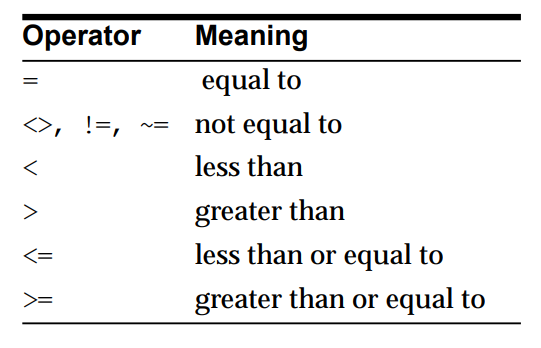 Operator Meaning
= equal to
<>, !=, ~= not equal to
< less than
> greater than
<= less than or equal to
>= greater than or equal to